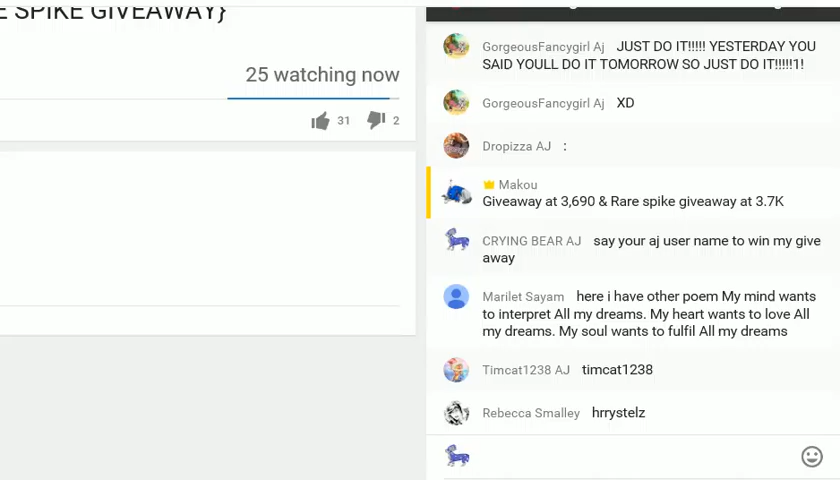 E SPIKE GIVEAWAY}
25 watching now
31
2
GorgeousFancygirl Aj JUST DO IT!!!!! YESTERDAY YOU
SAID YOULL DO IT TOMORROW SO JUST DO IT!!!!!1!
GorgeousFancygirl Aj XD
Dropizza AJ :
Makou
Giveaway at 3,690 & Rare spike giveaway at 3.7K
CRYING BEAR AJ say your aj user name to win my give
away
Marilet Sayam here i have other poem My mind wants
to interpret All my dreams. My heart wants to love All
my dreams. My soul wants to fulfil All my dreams
Timcat1238 AJ timcat1238
Rebecca Smalley hrrystelz